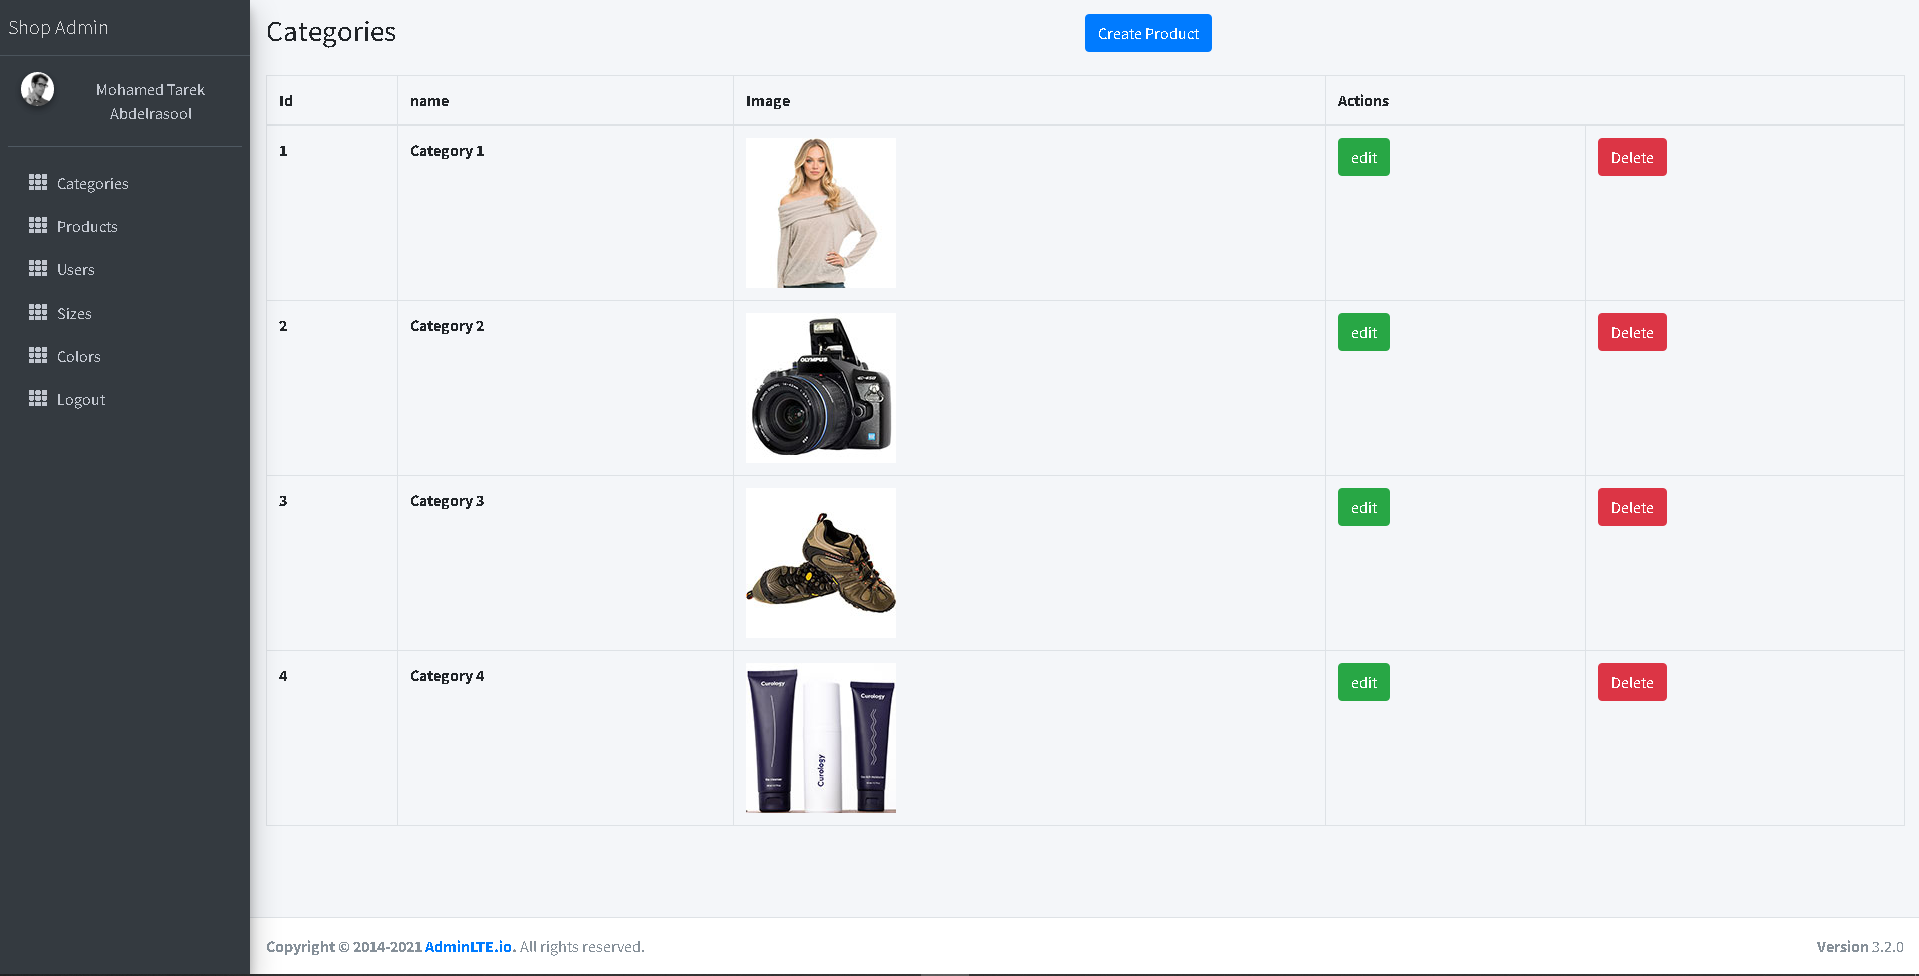 Shop Admin
Mohamed Tarek
Abdelrasool
Categories
Products
Users
Sizes
Colors
Logout
Categories
Create Product
Id name Image Actions
1 Category 1 edit Delete
2 Category 2 edit Delete
OLYMPUS
3 Category 3 edit Delete
4 Category 4 edit Delete
Curology
Curology
Curology
Copyright © 2014-2021 AdminLTE.io. All rights reserved.
Version 3.2.0